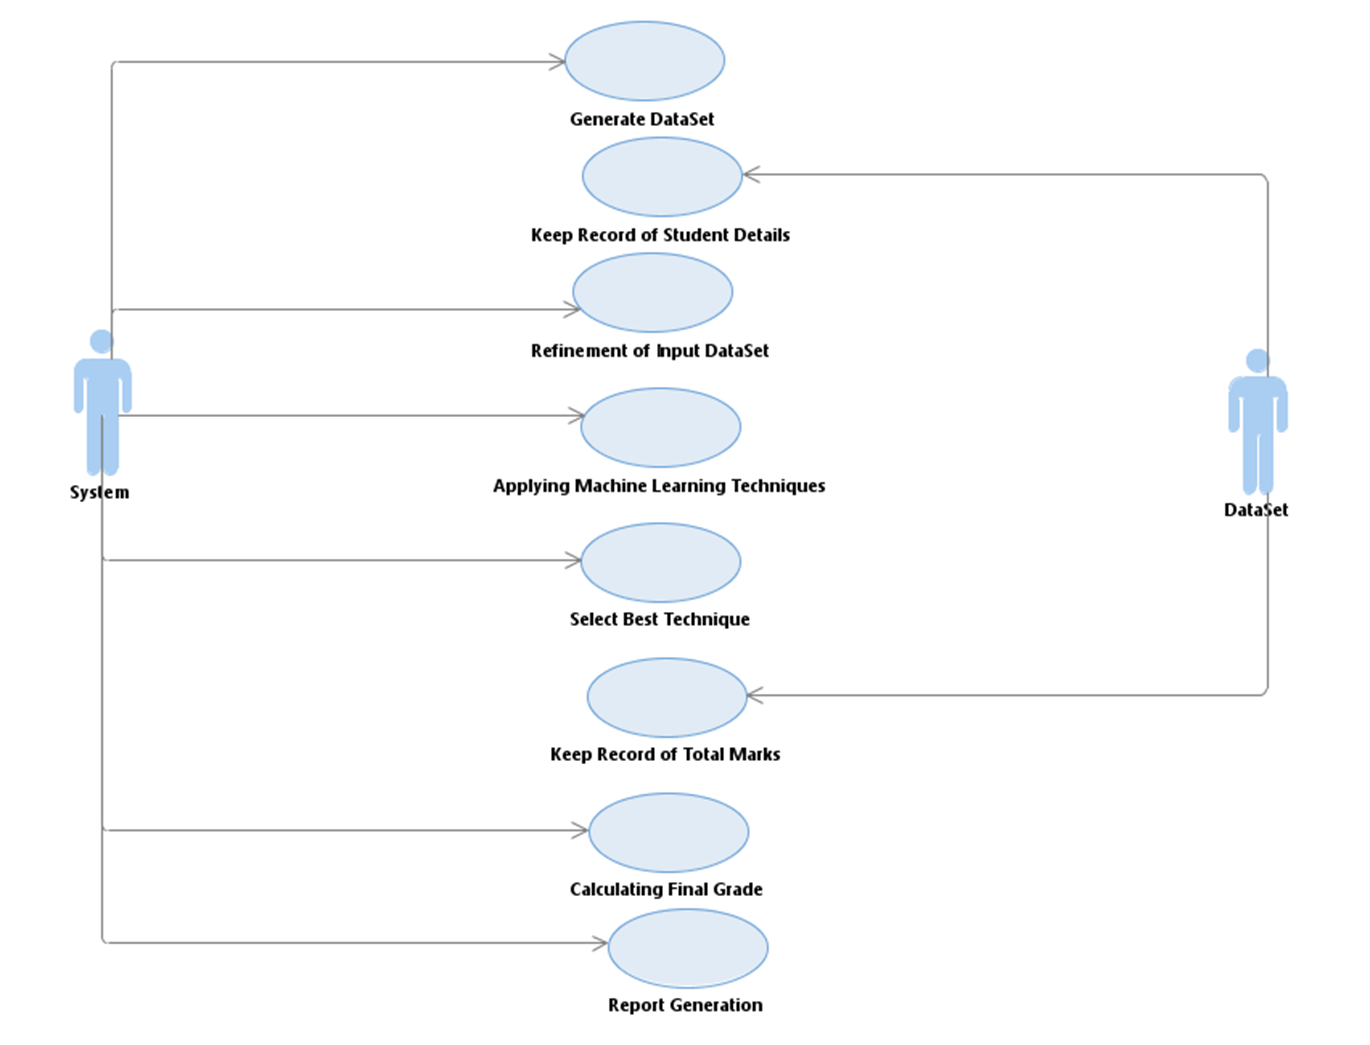 Generate DataSet
Keep Record of Student Details
Refinement of Input DataSet
Applying Machine Learning Techniques
System
DataSet
Select Best Technique
Keep Record of Total Marks
Calculating Final Grade
Report Generation